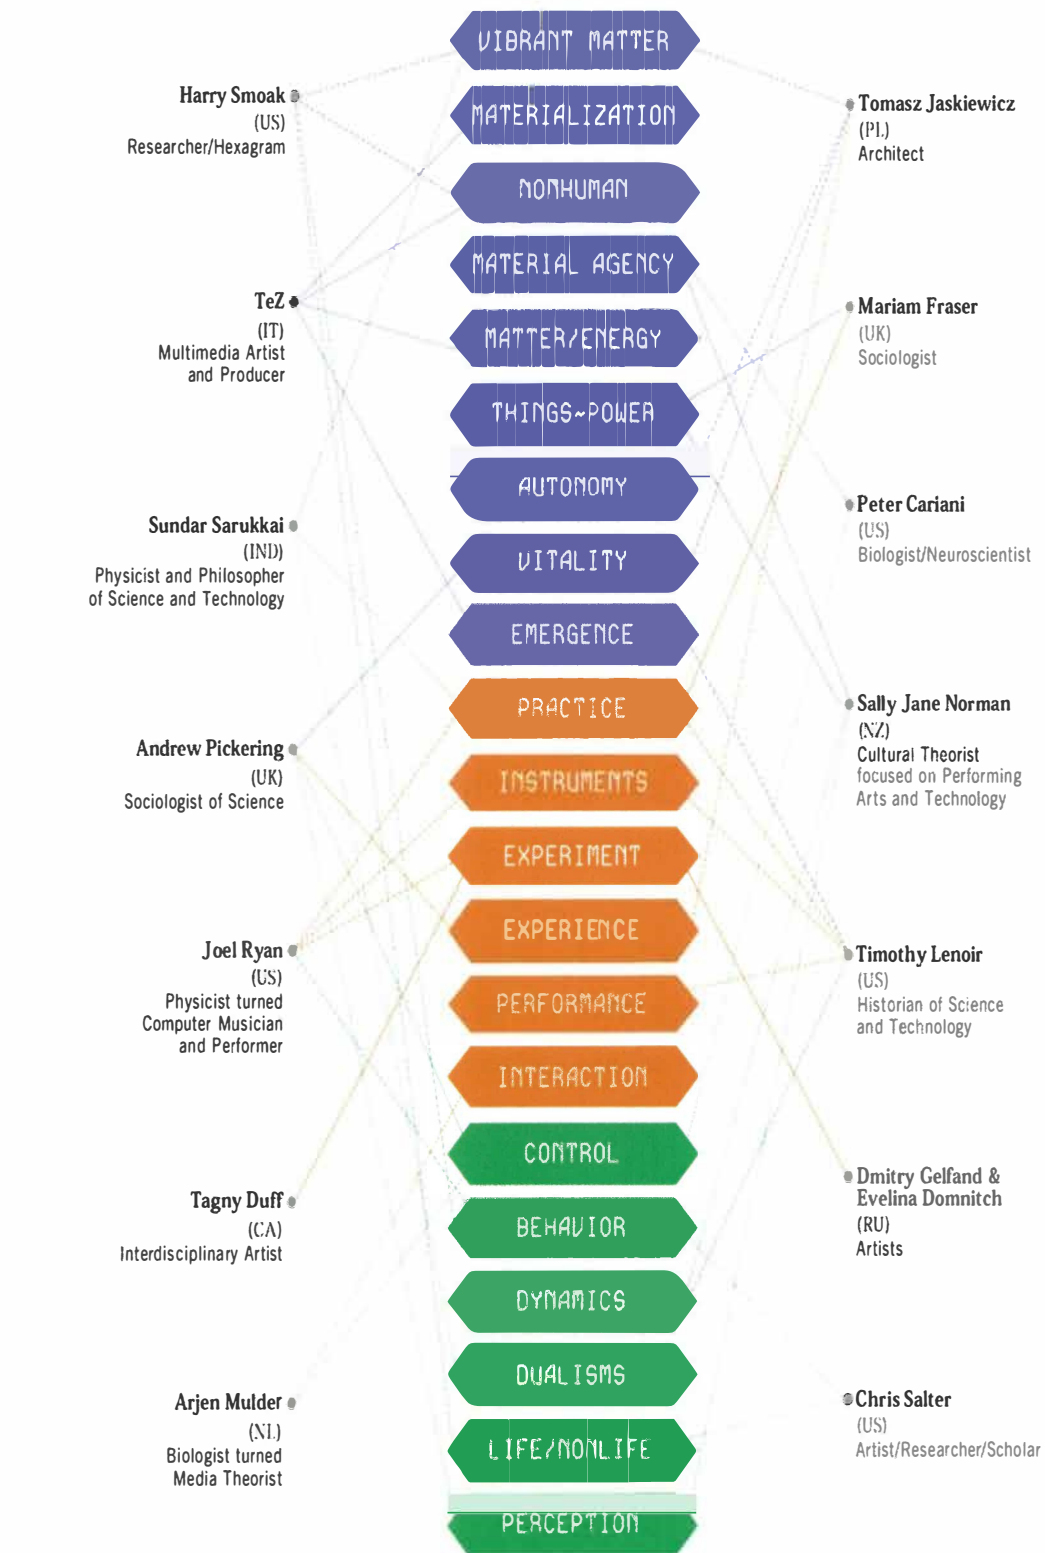 VIBRANT MATTER
MATERIALIZATION
NONHUMAN
MATERIAL AGENCY
MATTER/ENERGY
THINGS~POWER
AUTONOMY
VITALITY
EMERGENCE
PRACTICE
INSTRUMENTS
EXPERIMENT
EXPERIENCE
PERFORMANCE
INTERACTION
CONTROL
BEHAVIOR
DYNAMICS
DUALISMS
LIFE/NONLIFE
PERCEPTION
Harry Smoak
(US)
Researcher/Hexagram
TeZ
(IT)
Multimedia Artist
and Producer
Sundar Sarukkai
(IND)
Physicist and Philosopher
of Science and Technology
Andrew Pickering
(UK)
Sociologist of Science
Joel Ryan
(US)
Physicist turned
Computer Musician
and Performer
Tagny Duff
(CA)
Interdisciplinary Artist
Arjen Mulder
(NL)
Biologist turned
Media Theorist
Tomasz Jaskiewicz
(PL)
Architect
Mariam Fraser
(UK)
Sociologist
Peter Cariani
(US)
Biologist/Neuroscientist
Sally Jane Norman
(NZ)
Cultural Theorist
focused on Performing
Arts and Technology
Timothy Lenoir
(US)
Historian of Science
and Technology
Dmitry Gelfand &
Evelina Domnitch
(RU)
Artists
Chris Salter
(US)
Artist/Researcher/Scholar